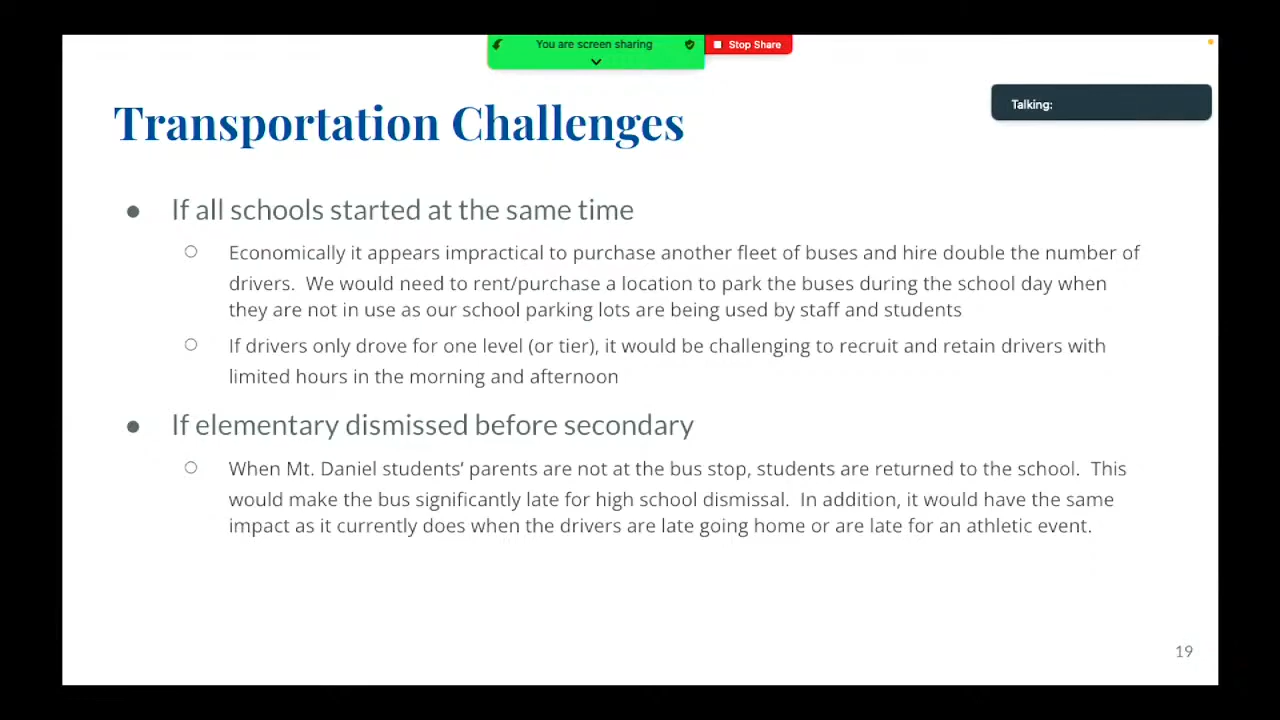 You are screen sharing
Stop Share
Talking:
Transportation Challenges
● If all schools started at the same time
○ Economically it appears impractical to purchase another fleet of buses and hire double the number of
drivers.  We would need to rent/purchase a location to park the buses during the school day when
they are not in use as our school parking lots are being used by staff and students
○ If drivers only drove for one level (or tier), it would be challenging to recruit and retain drivers with
limited hours in the morning and afternoon
● If elementary dismissed before secondary
○ When Mt. Daniel students’ parents are not at the bus stop, students are returned to the school.  This
would make the bus significantly late for high school dismissal.  In addition, it would have the same
impact as it currently does when the drivers are late going home or are late for an athletic event.
19